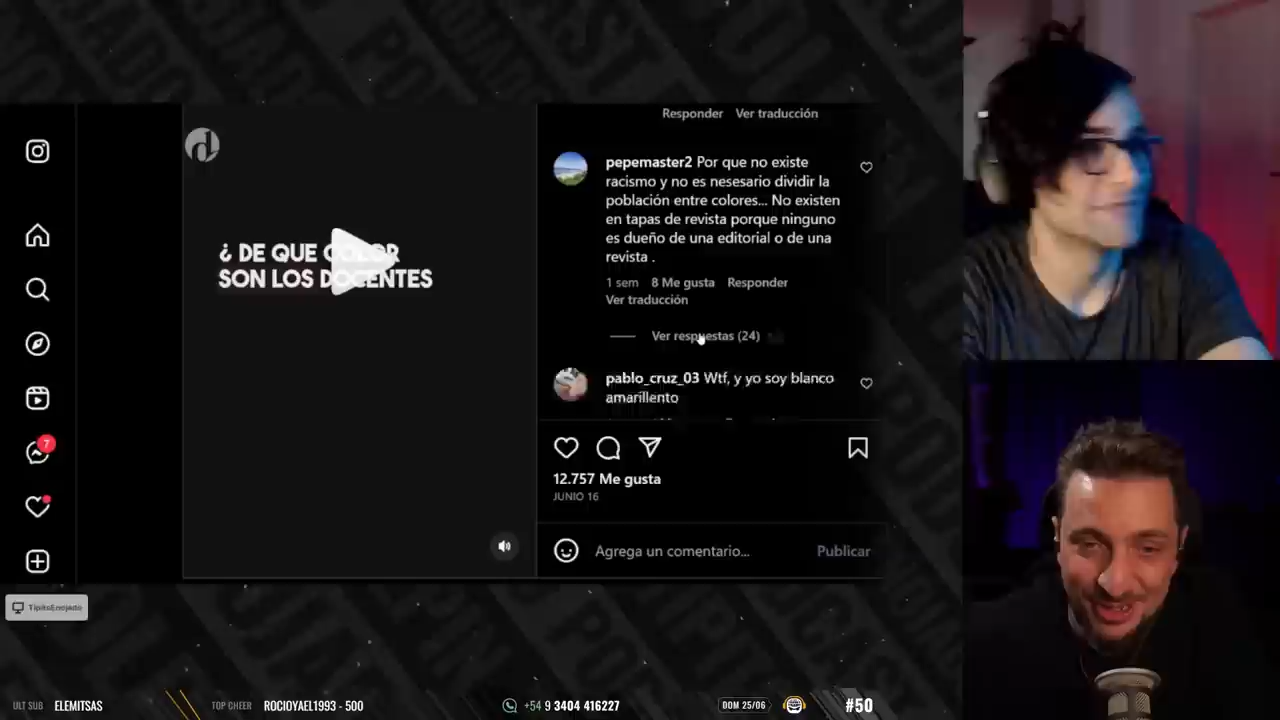 Responder Ver traducción
pepemaster2 Por que no existe
racismo y no es nesesario dividir la
población entre colores... No existen
en tapas de revista porque ninguno
es dueño de una editorial o de una
revista .
1 sem 8 Me gusta Responder
Ver traducción
Ver respuestas (24)
pablo_cruz_03 Wtf, y yo soy blanco
amarillento
¿ DE QUE COLOR
SON LOS DOCENTES
7
12.757 Me gusta
JUNIO 16
Agrega un comentario... Publicar
TipitoEnojado
ULT SUB ELEMITSAS TOP CHEER ROCIOYAEL1993 - 500 +54 9 3404 416227 DOM 25/06 #50